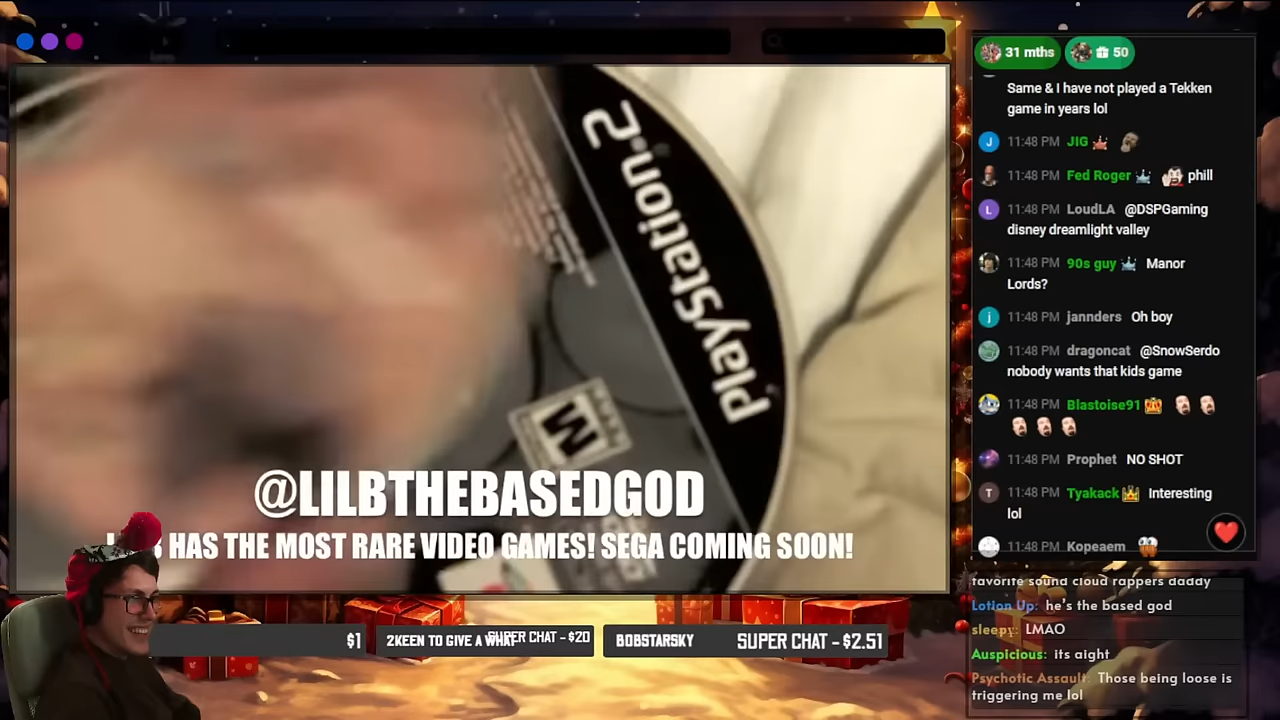 PlayStation.2
M
@LILBTHEBASEDGOD
HAS THE MOST RARE VIDEO GAMES! SEGA COMING SOON!
$1
2KEEN TO GIVE A WHAT
SUPER CHAT - $20
BOBSTARSKY
SUPER CHAT - $2.51
31 mths
50
Same & I have not played a Tekken
game in years lol
J
11:48 PM JIG
11:48 PM Fed Roger phill
L
11:48 PM LoudLA @DSPGaming
disney dreamlight valley
11:48 PM 90s guy Manor
Lords?
j
11:48 PM jannders Oh boy
11:48 PM dragoncat @SnowSerdo
nobody wants that kids game
11:48 PM Blastoise91
11:48 PM Prophet NO SHOT
T
11:48 PM Tyakack Interesting
lol
11:48 PM Kopeaem
favorite sound cloud rappers daddy
Lotion Up: he's the based god
sleepy: LMAO
Auspicious: its aight
Psychotic Assault: Those being loose is
triggering me lol